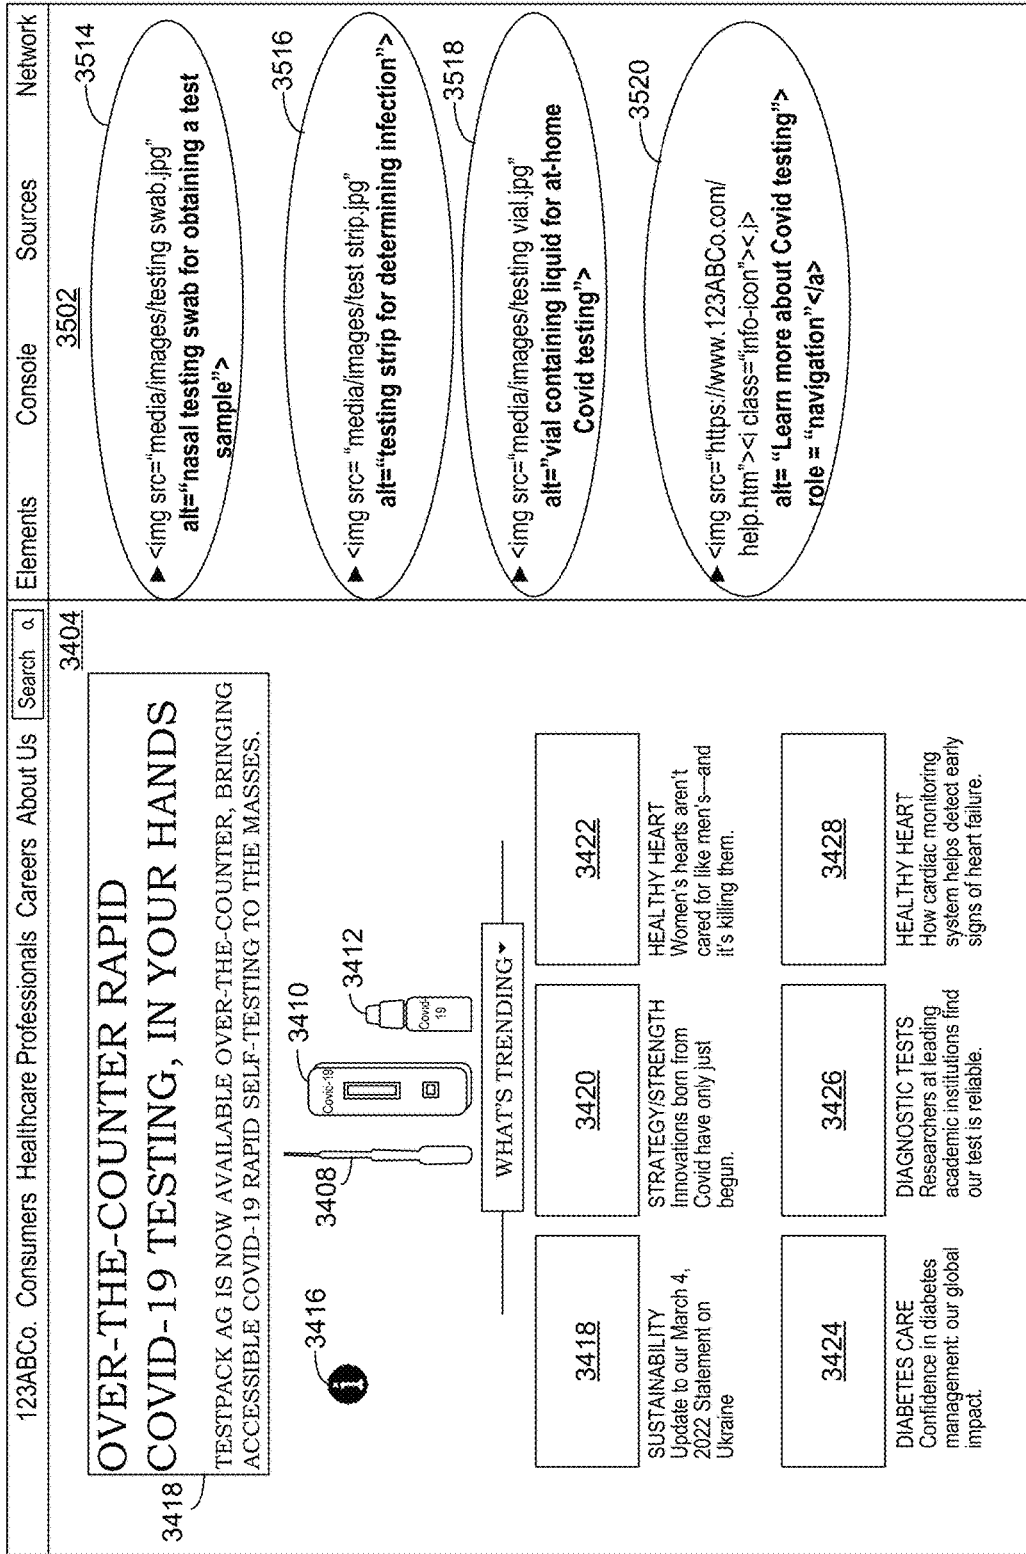 123ABCo. Consumers Healthcare Professionals Careers About Us Search
3404
OVER-THE-COUNTER RAPID
COVID-19 TESTING, IN YOUR HANDS
TESTPACK AG IS NOW AVAILABLE OVER-THE-COUNTER, BRINGING
ACCESSIBLE COVID-19 RAPID SELF-TESTING TO THE MASSES.
3418
3416
i
3408
3410
3412
Covic-19
Covid-
19
WHAT'S TRENDING▾
3418
SUSTAINABILITY
Update to our March 4,
2022 Statement on
Ukraine
3420
STRATEGY/STRENGTH
Innovations born from
Covid have only just
begun.
3422
HEALTHY HEART
Women's hearts aren't
cared for like men's—and
it's killing them.
3424
DIABETES CARE
Confidence in diabetes
management: our global
impact.
3426
DIAGNOSTIC TESTS
Researchers at leading
academic institutions find
our test is reliable.
3428
HEALTHY HEART
How cardiac monitoring
system helps detect early
signs of heart failure.
Elements Console Sources Network
3502
3514
▶ <img src="media/images/testing swab.jpg"
alt="nasal testing swab for obtaining a test
sample">
3516
▶ <img src= "media/images/test strip.jpg"
alt="testing strip for determining infection">
3518
▶ <img src="media/images/testing vial.jpg"
alt="vial containing liquid for at-home
Covid testing">
3520
▶ <img src="https://www.123ABCo.com/
help.htm"><i class="info-icon"><,i>
alt= "Learn more about Covid testing">
role = "navigation"</a>